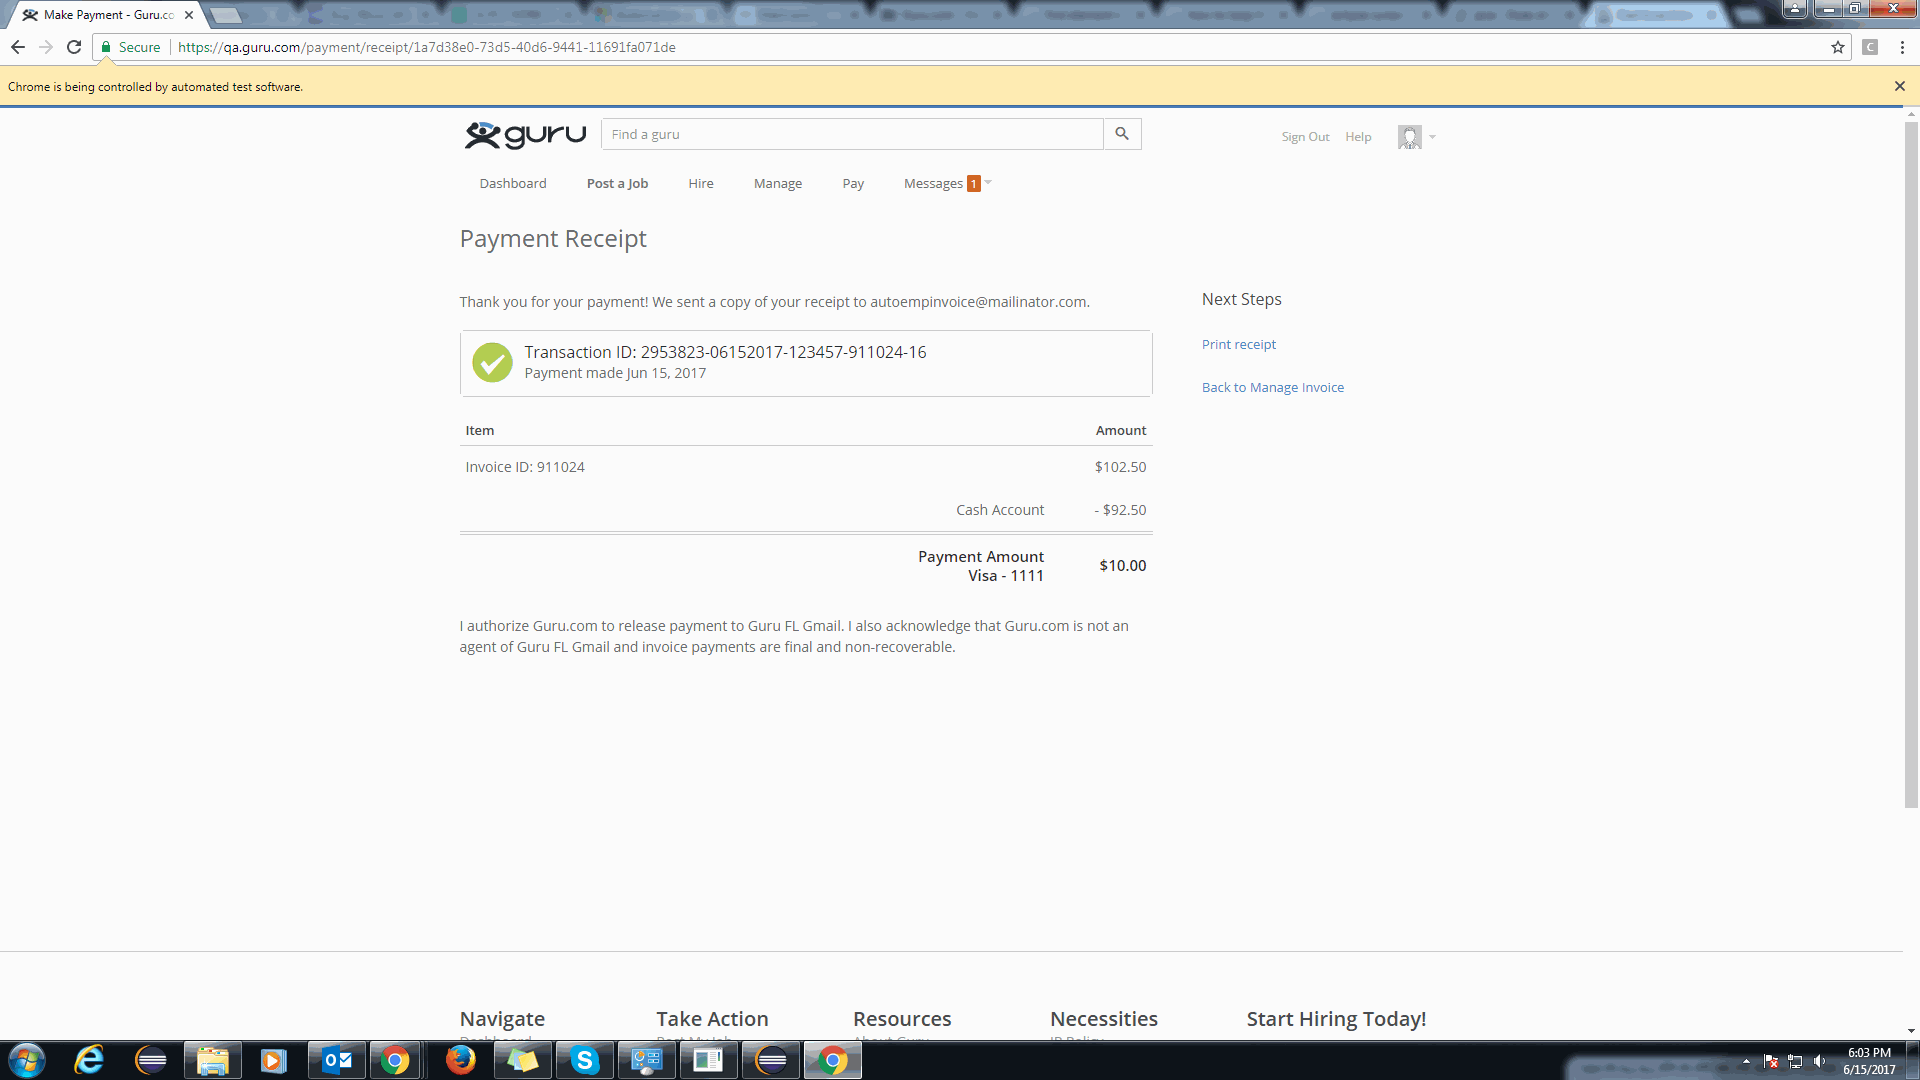 Make Payment - Guru.co
Secure https://qa.guru.com/payment/receipt/1a7d38e0-73d5-40d6-9441-11691fa071de
C
Chrome is being controlled by automated test software.
guru
Find a guru
Sign Out Help
Dashboard Post a Job Hire Manage Pay Messages 1
Payment Receipt
Thank you for your payment! We sent a copy of your receipt to autoempinvoice@mailinator.com.
Next Steps
Transaction ID: 2953823-06152017-123457-911024-16
Payment made Jun 15, 2017
Print receipt
Back to Manage Invoice
Item Amount
Invoice ID: 911024 $102.50
Cash Account - $92.50
Payment Amount
Visa - 1111 $10.00
I authorize Guru.com to release payment to Guru FL Gmail. I also acknowledge that Guru.com is not an
agent of Guru FL Gmail and invoice payments are final and non-recoverable.
Navigate Take Action Resources Necessities Start Hiring Today!
6:03 PM
6/15/2017